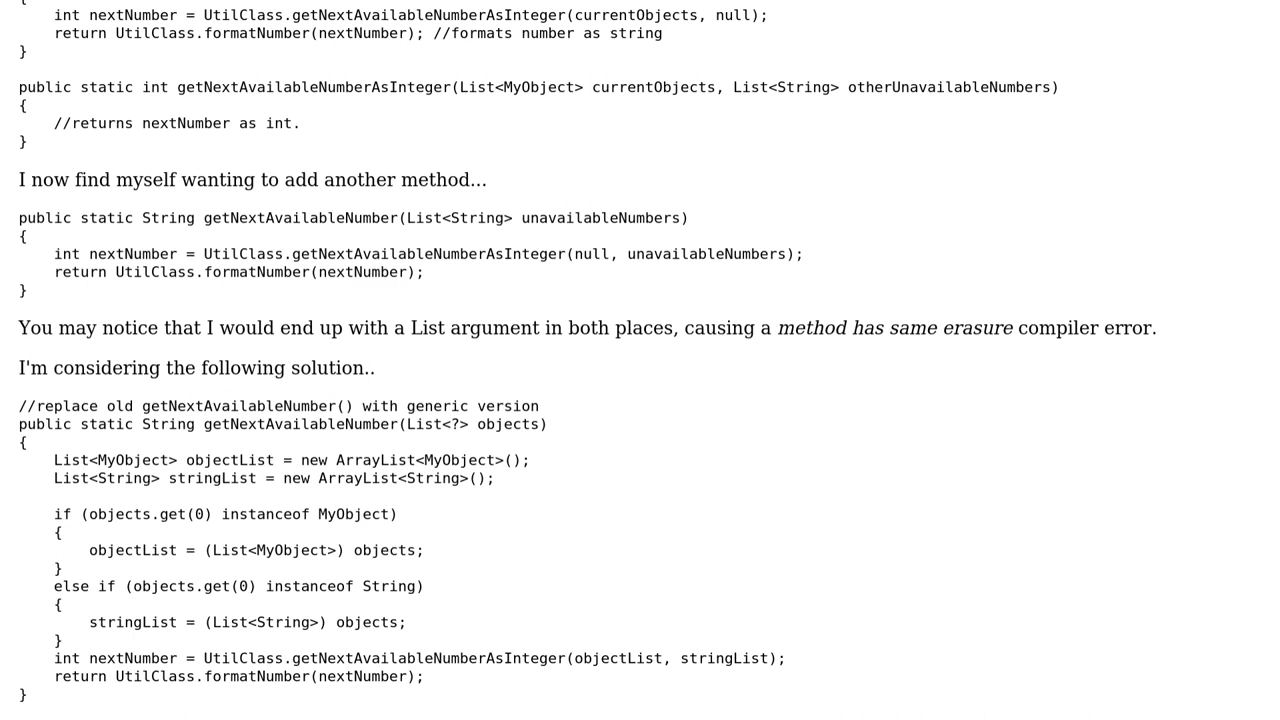 {
    int nextNumber = UtilClass.getNextAvailableNumberAsInteger(currentObjects, null);
    return UtilClass.formatNumber(nextNumber); //formats number as string
}

public static int getNextAvailableNumberAsInteger(List<MyObject> currentObjects, List<String> otherUnavailableNumbers)
{
    //returns nextNumber as int.
}
I now find myself wanting to add another method...
public static String getNextAvailableNumber(List<String> unavailableNumbers)
{
    int nextNumber = UtilClass.getNextAvailableNumberAsInteger(null, unavailableNumbers);
    return UtilClass.formatNumber(nextNumber);
}
You may notice that I would end up with a List argument in both places, causing a method has same erasure compiler error.
I'm considering the following solution..
//replace old getNextAvailableNumber() with generic version
public static String getNextAvailableNumber(List<?> objects)
{
    List<MyObject> objectList = new ArrayList<MyObject>();
    List<String> stringList = new ArrayList<String>();

    if (objects.get(0) instanceof MyObject)
    {
        objectList = (List<MyObject>) objects;
    }
    else if (objects.get(0) instanceof String)
    {
        stringList = (List<String>) objects;
    }
    int nextNumber = UtilClass.getNextAvailableNumberAsInteger(objectList, stringList);
    return UtilClass.formatNumber(nextNumber);
}